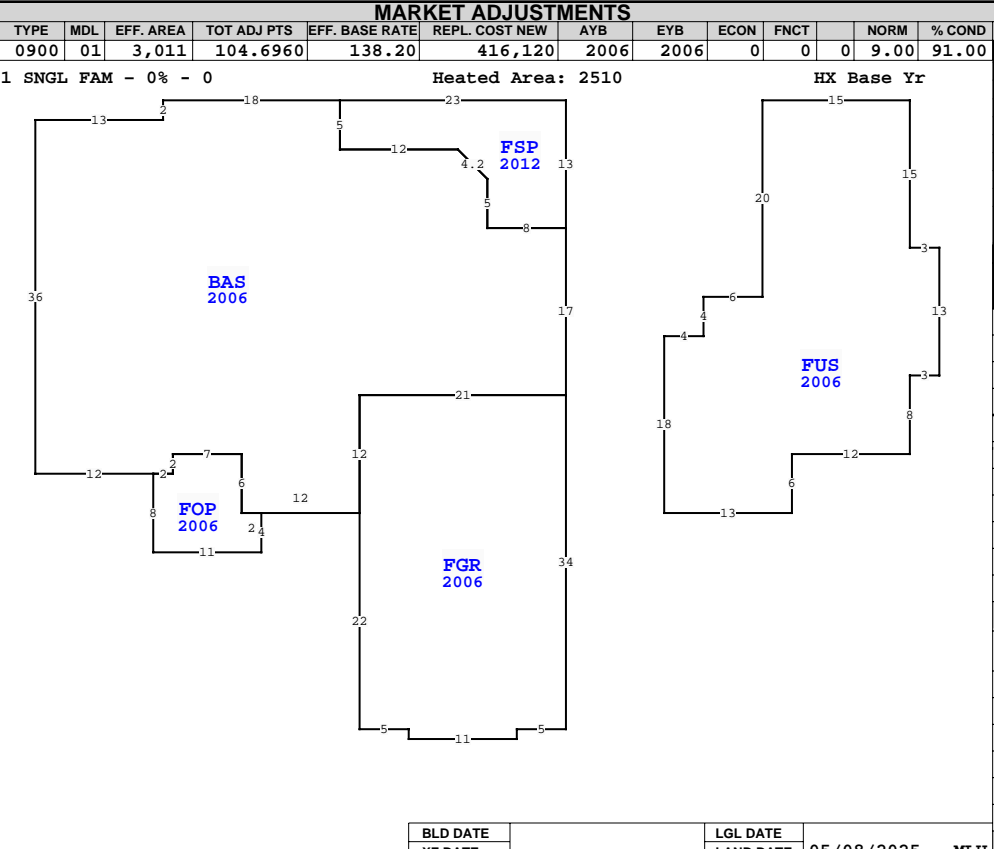 MARKET ADJUSTMENTS
TYPE MDL EFF. AREA TOT ADJ PTS EFF. BASE RATE REPL. COST NEW AYB EYB ECON FNCT NORM % COND
0900 01 3,011 104.6960 138.20 416,120 2006 2006 0 0 0 9.00 91.00
1 SNGL FAM - 0% - 0 Heated Area: 2510 HX Base Yr
18 23 15
2
13
5
12 FSP
4.2 2012 13
15
5 20
8 3
BAS
2006
36 6
17 4 13
4
FUS
2006
3
21
8
18
12 7 12
2
12 2 6 6
12
8 FOP 13
2006 2 4
11
FGR
2006
34
22
5 5
11
BLD DATE LGL DATE